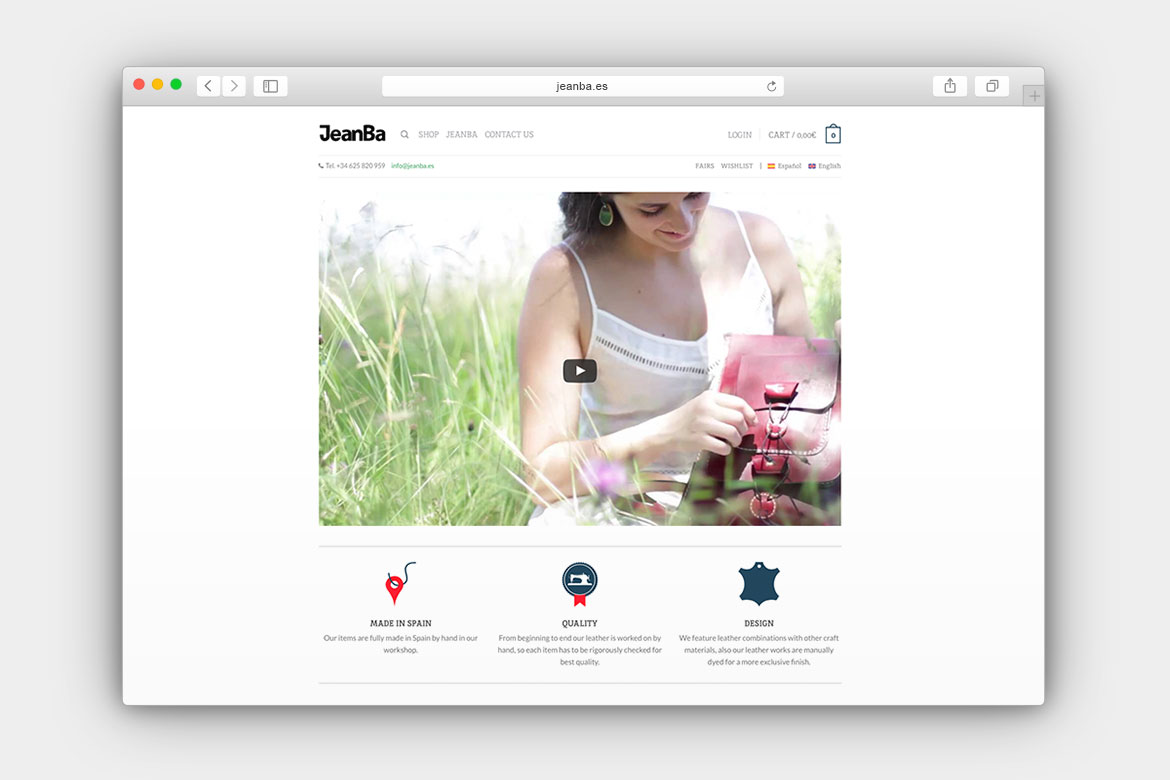 jeanba.es
JeanBa SHOP JEANBA CONTACT US LOGIN CART / 0,00€ 0
Tel. +34 625 820 959 info@jeanba.es FAIRS WISHLIST | Español English
MADE IN SPAIN
Our items are fully made in Spain by hand in our
workshop.
QUALITY
From beginning to end our leather is worked on by
hand, so each item has to be rigorously checked for
best quality.
DESIGN
We feature leather combinations with other craft
materials, also our leather works are manually
dyed for a more exclusive finish.